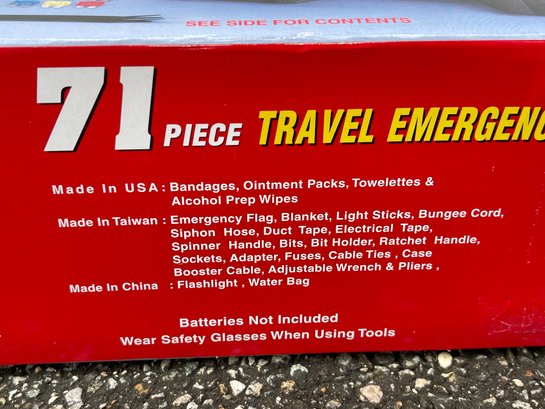 SEE SIDE FOR CONTENTS
71 PIECE TRAVEL EMERGENC
Made In USA : Bandages, Ointment Packs, Towelettes &
Alcohol Prep Wipes
Made In Taiwan : Emergency Flag, Blanket, Light Sticks, Bungee Cord,
Siphon Hose, Duct Tape, Electrical Tape,
Spinner Handle, Bits, Bit Holder, Ratchet Handle,
Sockets, Adapter, Fuses, Cable Ties , Case
Booster Cable, Adjustable Wrench & Pliers ,
Made In China : Flashlight , Water Bag
Batteries Not Included
Wear Safety Glasses When Using Tools